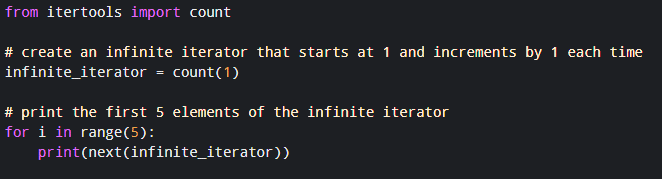 from itertools import count
# create an infinite iterator that starts at 1 and increments by 1 each time
infinite_iterator = count(1)
# print the first 5 elements of the infinite iterator
for i in range(5):
    print(next(infinite_iterator))